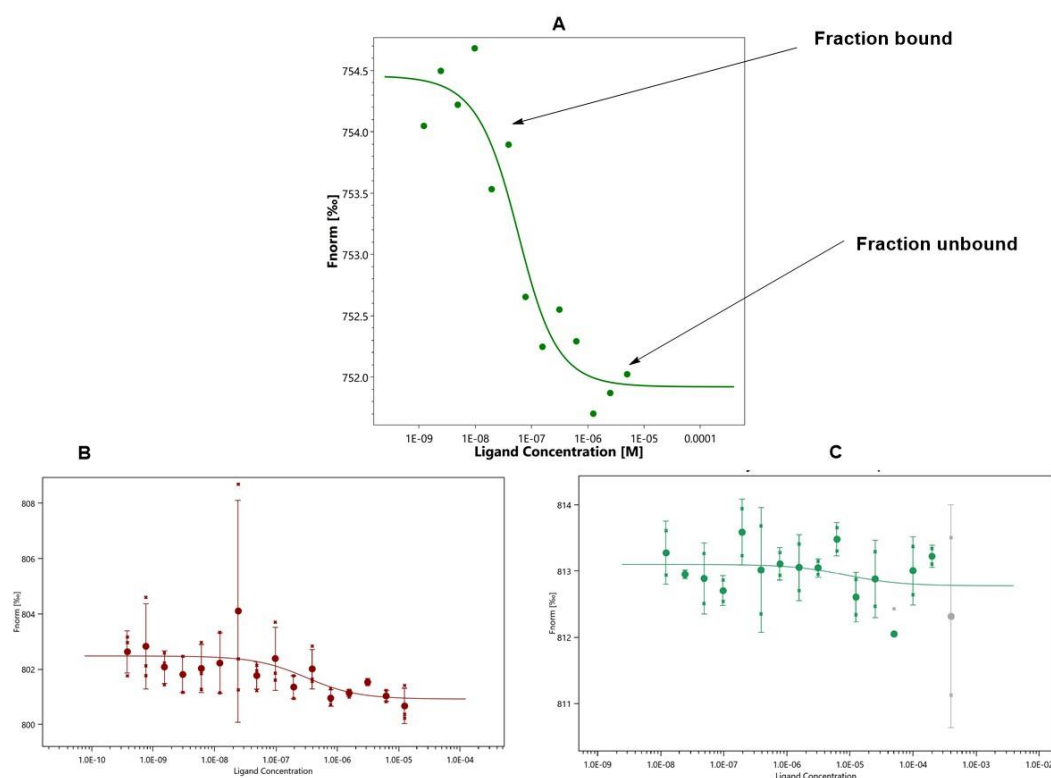 A
Fraction bound
754.5
754.0
753.5
753.0
752.5
752.0
Fnorm [‰]
Fraction unbound
1E-09 1E-08 1E-07 1E-06 1E-05 0.0001
Ligand Concentration [M]
B
808
806
804
802
800
Fnorm [‰]
1.0E-10 1.0E-09 1.0E-08 1.0E-07 1.0E-06 1.0E-05 1.0E-04
Ligand Concentration
C
814
813
812
811
Fnorm [‰]
1.0E-09 1.0E-08 1.0E-07 1.0E-06 1.0E-05 1.0E-04 1.0E-03 1.0E-02
Ligand Concentration